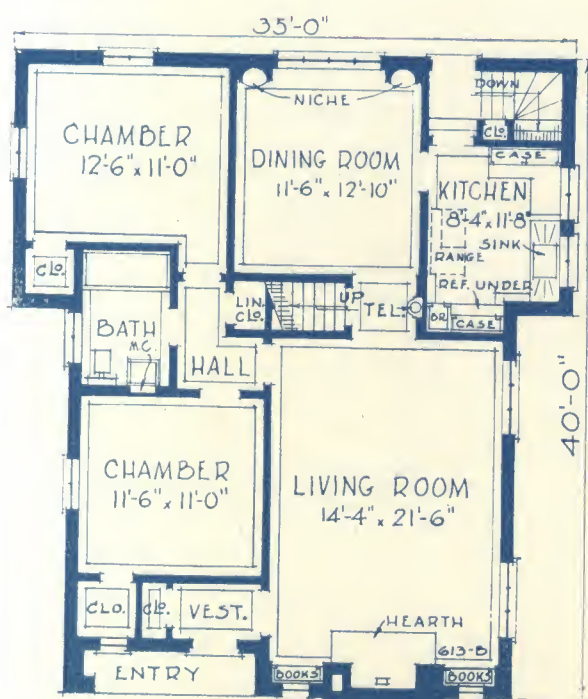 35'-0"
NICHE
DOWN
CLO.
CASE
CHAMBER
12'-6" x 11'-0"
DINING ROOM
11'-6" x 12'-10"
KITCHEN
8'-4" x 11'-8"
SINK
RANGE
REF. UNDER
CLO.
LIN.
CLO.
UP
TEL.
BR.
CASE
BATH
M.C.
HALL
40'-0"
CHAMBER
11'-6" x 11'-0"
LIVING ROOM
14'-4" x 21'-6"
CLO.
CLO.
VEST.
HEARTH
613-B
ENTRY
BOOKS
BOOKS